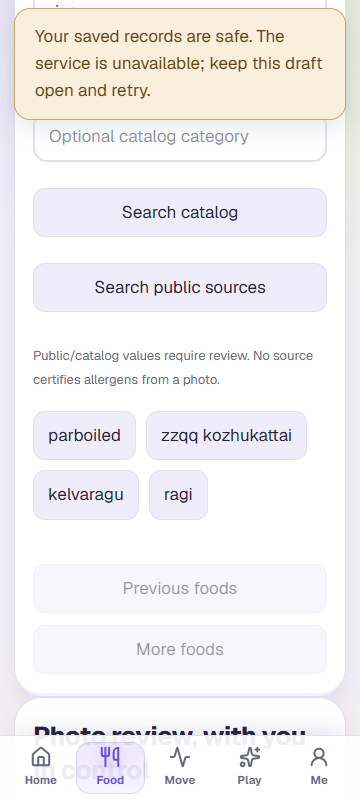 Your saved records are safe. The
service is unavailable; keep this draft
open and retry.
Optional catalog category
Search catalog
Search public sources
Public/catalog values require review. No source
certifies allergens from a photo.
parboiled
zzqq kozhukattai
kelvaragu
ragi
Previous foods
More foods
Photo review, with you
in control
Home
Food
Move
Play
Me